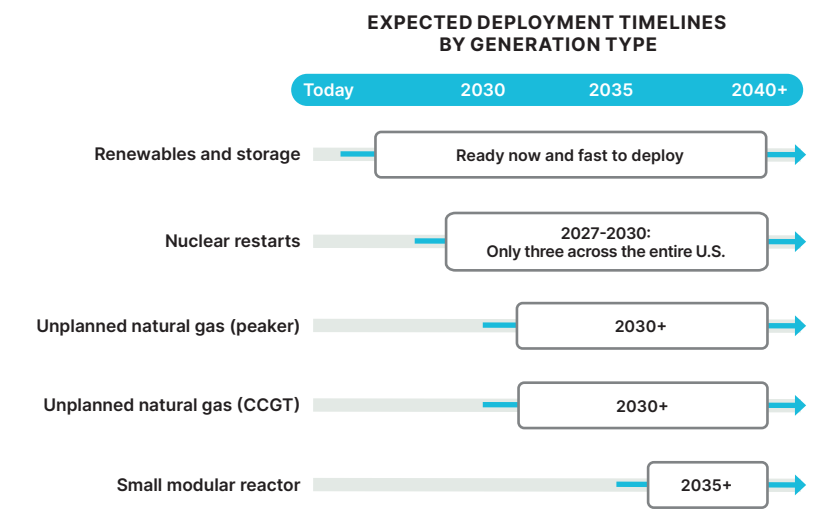 EXPECTED DEPLOYMENT TIMELINES
BY GENERATION TYPE
Today 2030 2035 2040+
Renewables and storage Ready now and fast to deploy
Nuclear restarts 2027-2030:
Only three across the entire U.S.
Unplanned natural gas (peaker) 2030+
Unplanned natural gas (CCGT) 2030+
Small modular reactor 2035+